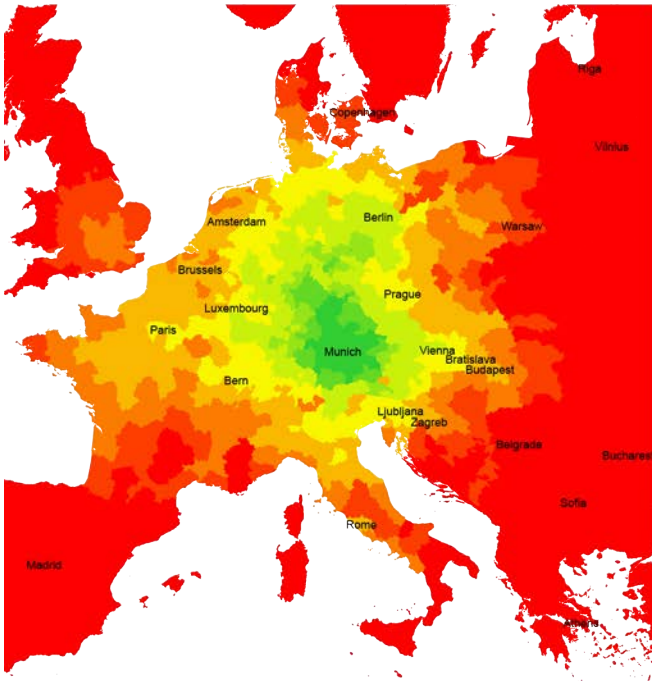 Riga
Copenhagen
Vilnius
Amsterdam
Berlin
Warsaw
Brussels
Prague
Luxembourg
Paris
Munich
Vienna
Bratislava
Budapest
Bern
Ljubljana
Zagreb
Belgrade
Bucharest
Sofia
Rome
Madrid
Athens